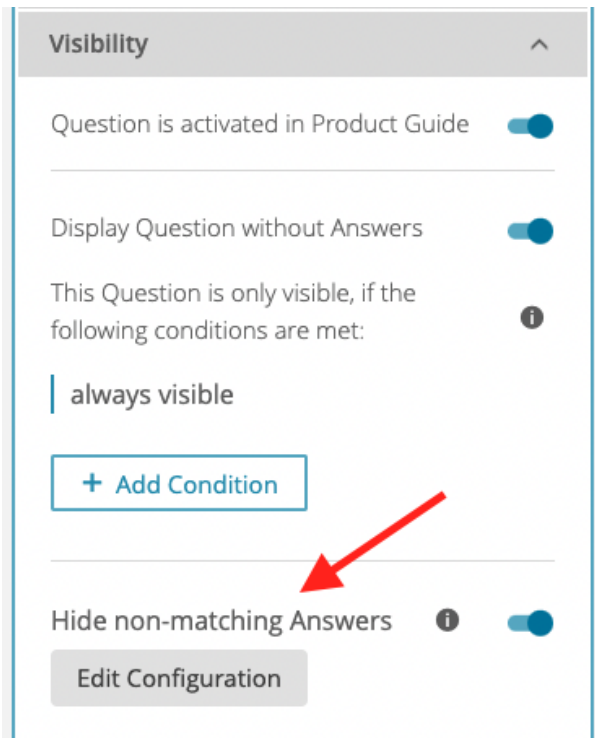 Visibility
Question is activated in Product Guide
Display Question without Answers
This Question is only visible, if the
following conditions are met:
always visible
+ Add Condition
Hide non-matching Answers
Edit Configuration